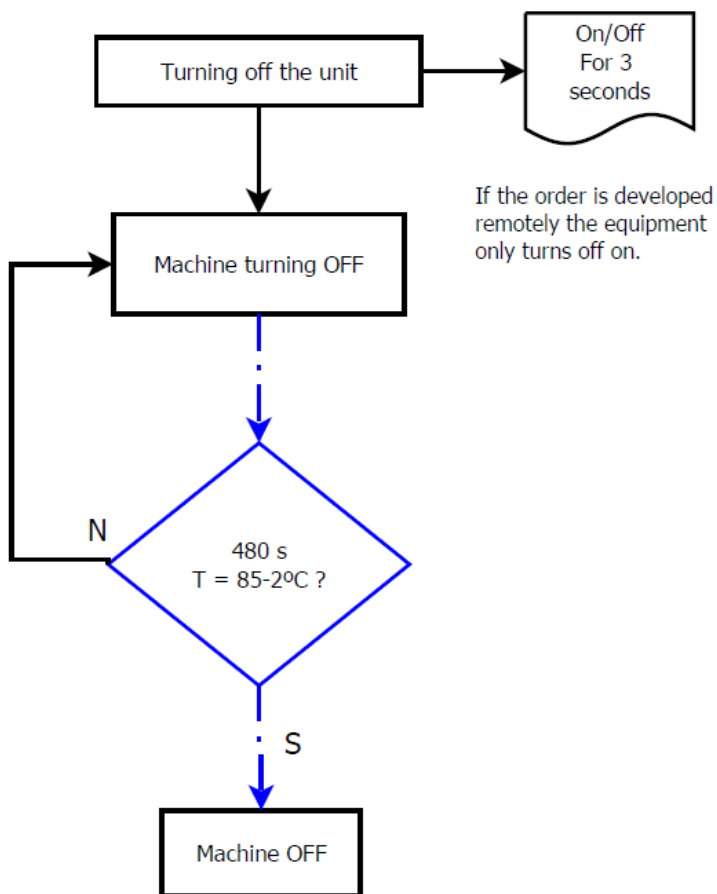 Turning off the unit
On/Off
For 3
seconds
If the order is developed
remotely the equipment
only turns off on.
Machine turning OFF
N
480 s
T = 85-2ºC ?
S
Machine OFF